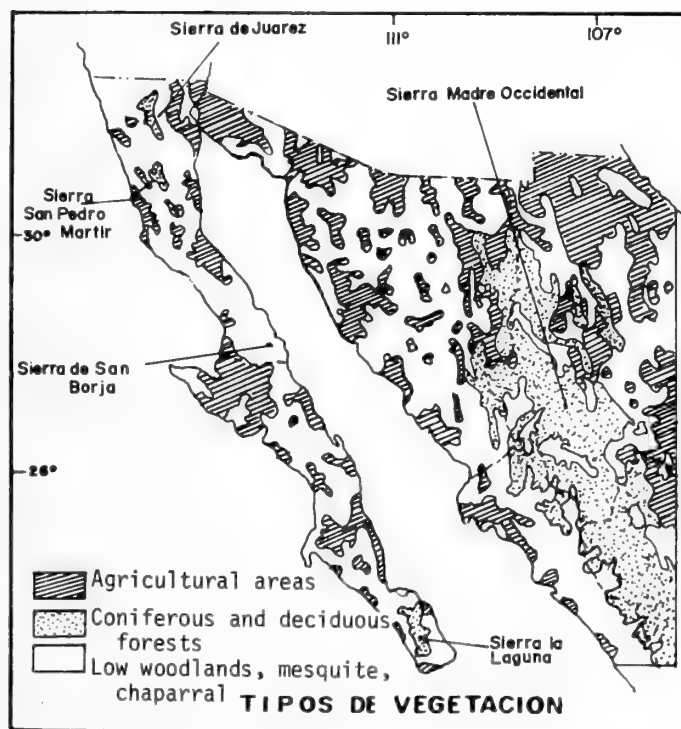 Sierra de Juarez
111°
107°
Sierra Madre Occidental
Sierra
San Pedro
Martir
30°
Sierra de San
Borja
26°
Agricultural areas
Coniferous and deciduous
forests
Low woodlands, mesquite,
chaparral
Sierra la
Laguna
TIPOS DE VEGETACION